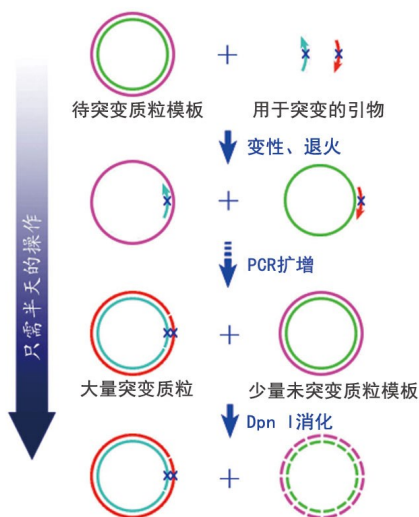 待突变质粒模板
用于突变的引物
变性、退火
PCR扩增
大量突变质粒
少量未突变质粒模板
Dpn I消化
只需半天的操作